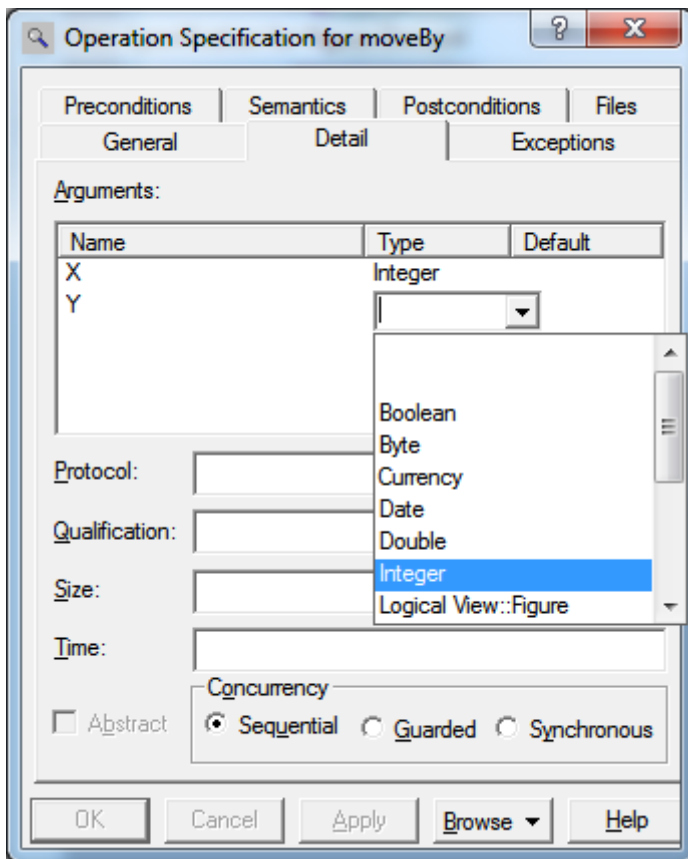 Operation Specification for moveBy
Preconditions Semantics Postconditions Files
General Detail Exceptions
Arguments:
Name Type Default
X Integer
Y
Boolean
Byte
Currency
Date
Double
Integer
Logical View::Figure
Protocol:
Qualification:
Size:
Time:
Concurrency
Abstract Sequential Guarded Synchronous
OK Cancel Apply Browse Help